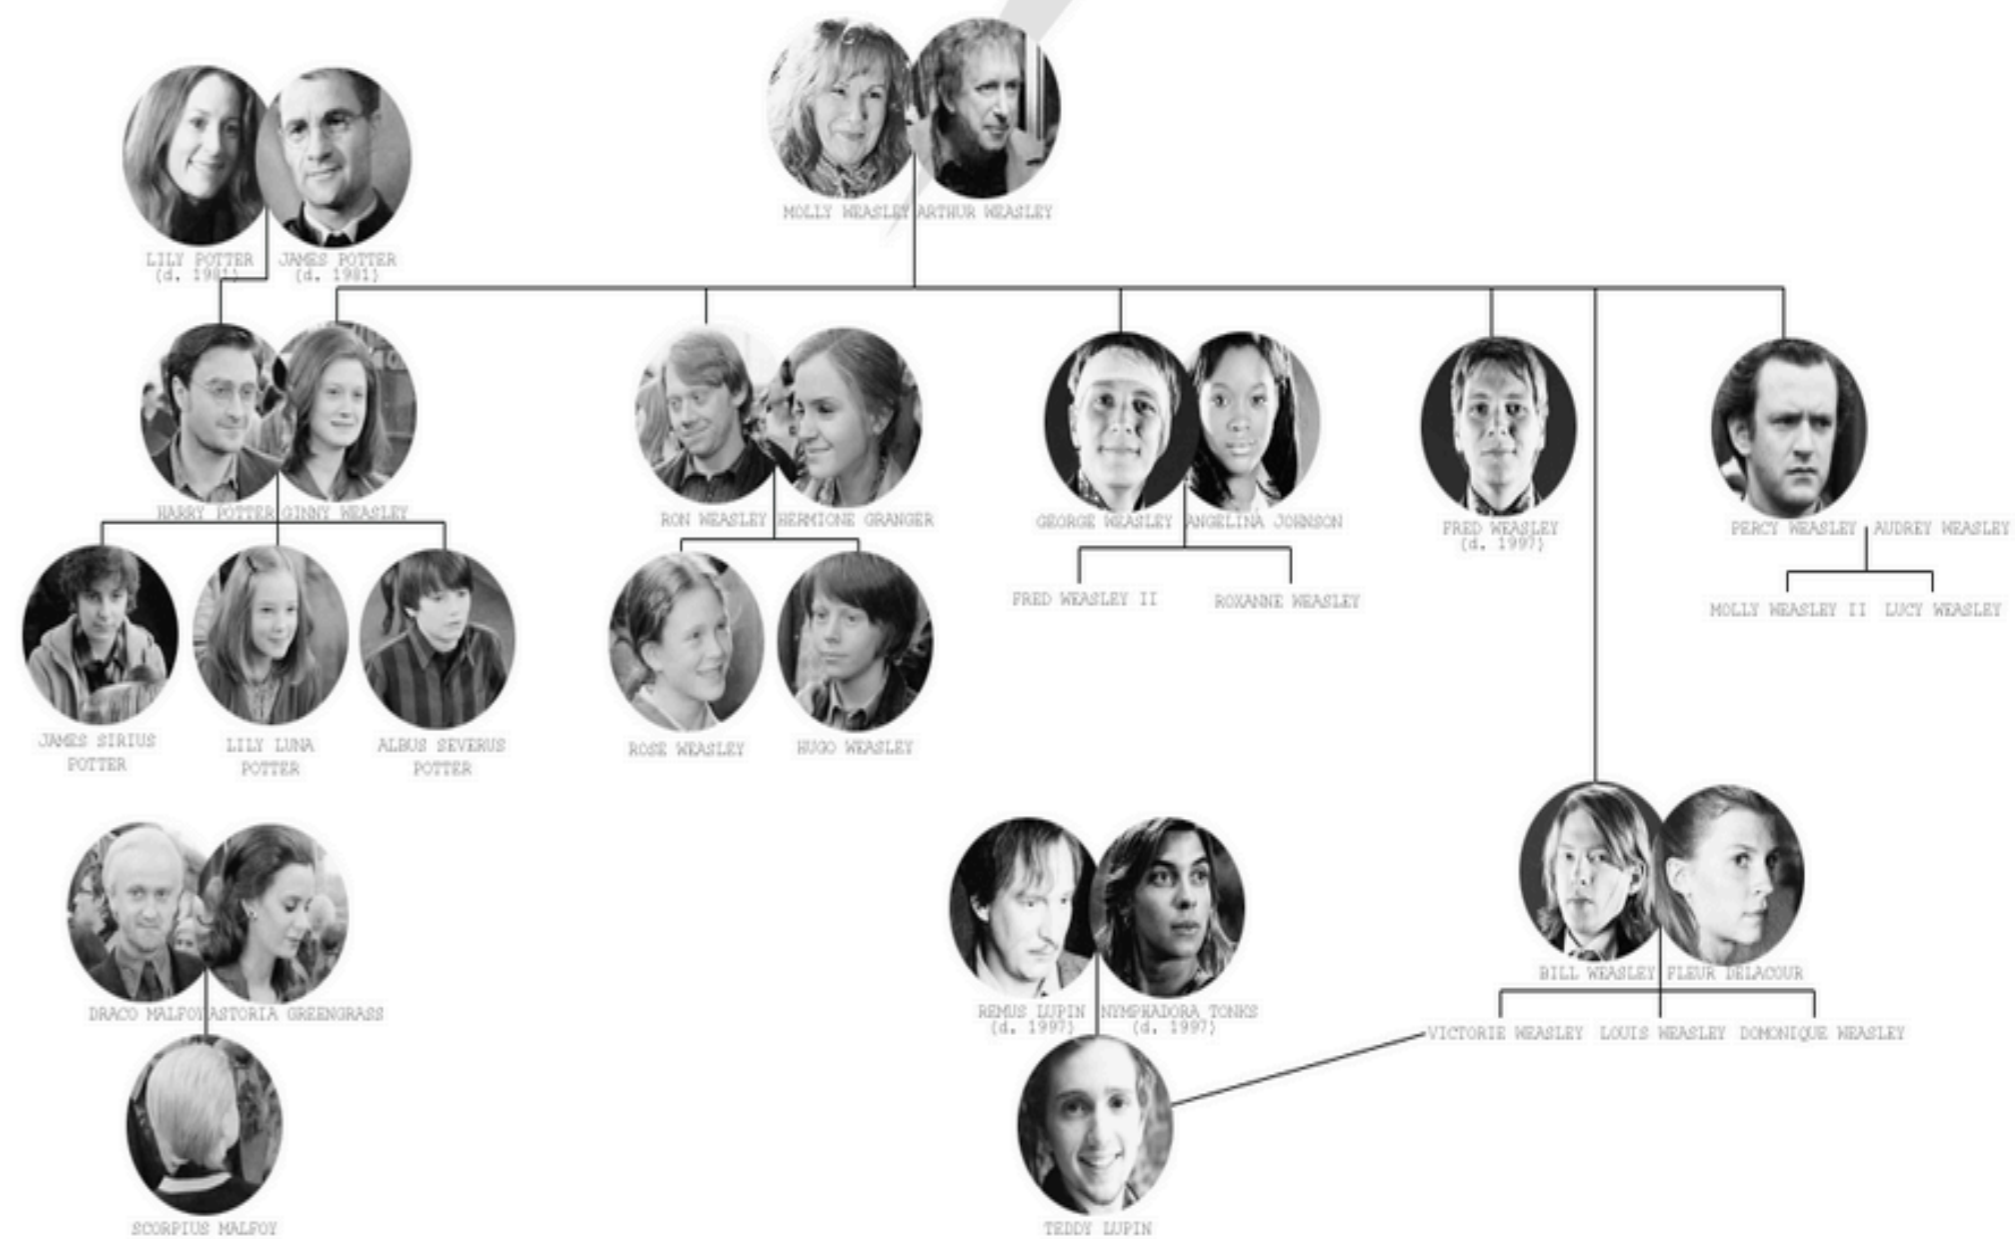 MOLLY WEASLEY ARTHUR WEASLEY
LILY POTTER
(d. 1981)
JAMES POTTER
(d. 1981)
HARRY POTTER GINNY WEASLEY
RON WEASLEY HERMIONE GRANGER
GEORGE WEASLEY ANGELINA JOHNSON
FRED WEASLEY
(d. 1997)
PERCY WEASLEY AUDREY WEASLEY
FRED WEASLEY II
ROXANNE WEASLEY
MOLLY WEASLEY II LUCY WEASLEY
JAMES SIRIUS
POTTER
LILY LUNA
POTTER
ALBUS SEVERUS
POTTER
ROSE WEASLEY
HUGO WEASLEY
BILL WEASLEY FLEUR DELACOUR
DRACO MALFOY ASTORIA GREENGRASS
REMUS LUPIN
(d. 1997)
NYMPHADORA TONKS
(d. 1997)
VICTORIE WEASLEY LOUIS WEASLEY DOMONIQUE WEASLEY
SCORPIUS MALFOY
TEDDY LUPIN